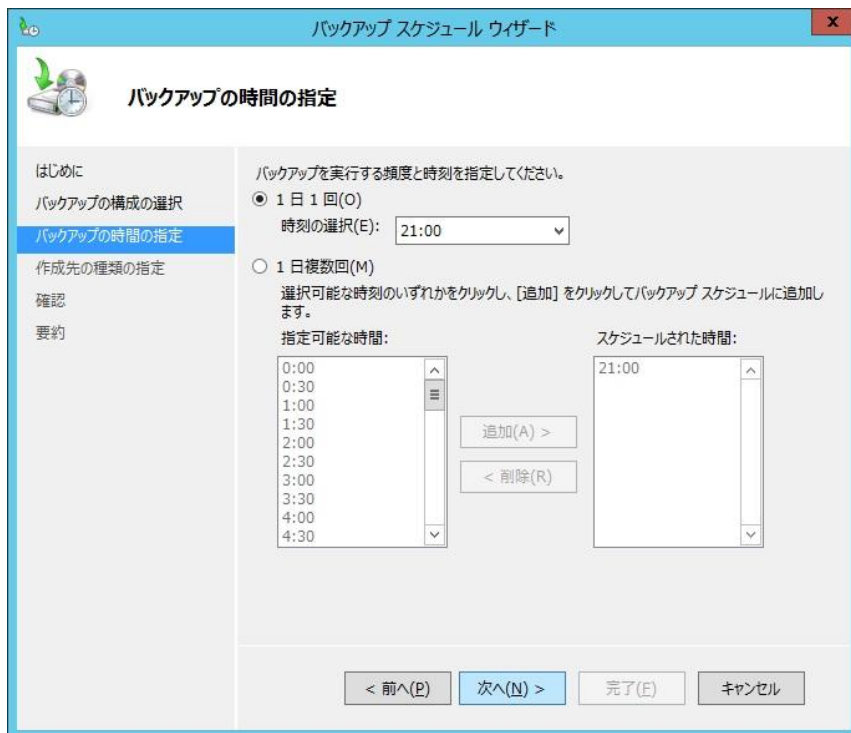 バックアップ スケジュール ウィザード
x
バックアップの時間の指定
はじめに
バックアップの構成の選択
バックアップの時間の指定
作成先の種類の指定
確認
要約
バックアップを実行する頻度と時刻を指定してください。
1 日 1 回(O)
時刻の選択(E): 21:00
1 日複数回(M)
選択可能な時刻のいずれかをクリックし、[追加] をクリックしてバックアップ スケジュールに追加し
ます。
指定可能な時間: スケジュールされた時間:
0:00 21:00
0:30
1:00
1:30
2:00
2:30
3:00
3:30
4:00
4:30
追加(A) >
< 削除(R)
< 前へ(P) 次へ(N) > 完了(F) キャンセル